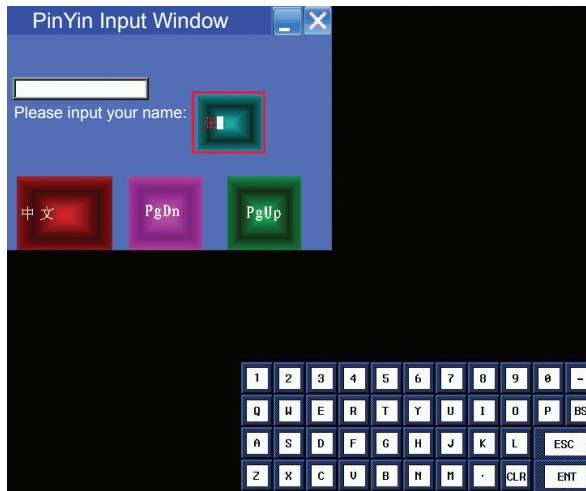 PinYin Input Window
Please input your name:
张
中 文
PgDn
PgUp
1 2 3 4 5 6 7 8 9 0 -
Q W E R T Y U I O P BS
A S D F G H J K L ESC
Z X C V B N M . CLR ENT